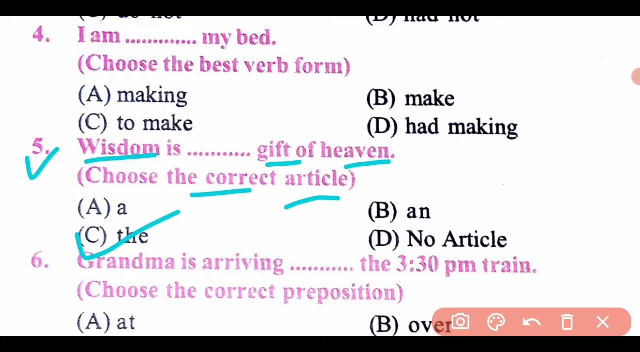 (D) had not
4. I am ............. my bed.
(Choose the best verb form)
(A) making (B) make
(C) to make (D) had making
5. Wisdom is ........... gift of heaven.
(Choose the correct article)
(A) a (B) an
(C) the (D) No Article
6. Grandma is arriving ........... the 3:30 pm train.
(Choose the correct preposition)
(A) at (B) over